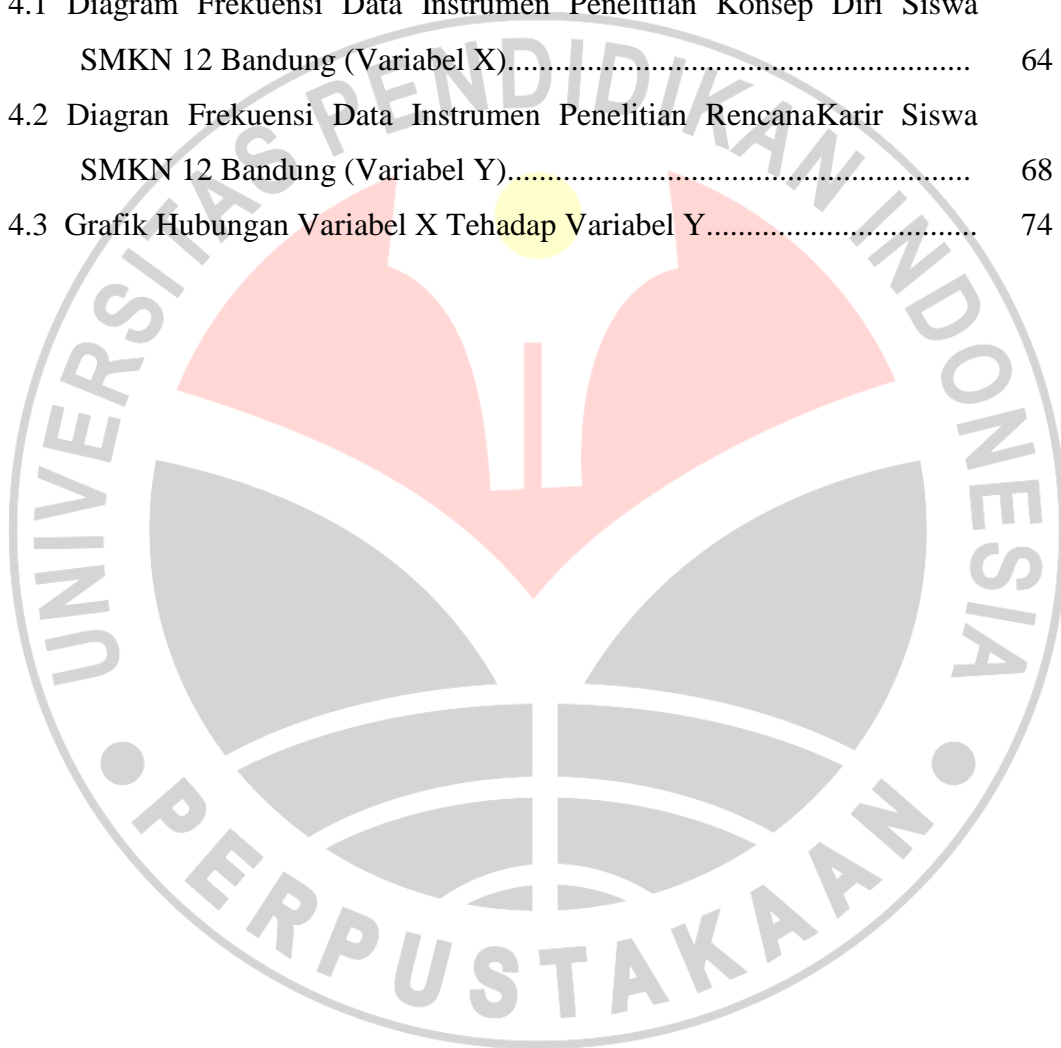 4.1 Diagram Frekuensi Data Instrumen Penelitian Konsep Diri Siswa
SMKN 12 Bandung (Variabel X).......................................................... 64
4.2 Diagran Frekuensi Data Instrumen Penelitian RencanaKarir Siswa
SMKN 12 Bandung (Variabel Y).......................................................... 68
4.3 Grafik Hubungan Variabel X Tehadap Variabel Y.................................. 74
UNIVERSITAS PENDIDIKAN INDONESIA
PERPUSTAKAAN